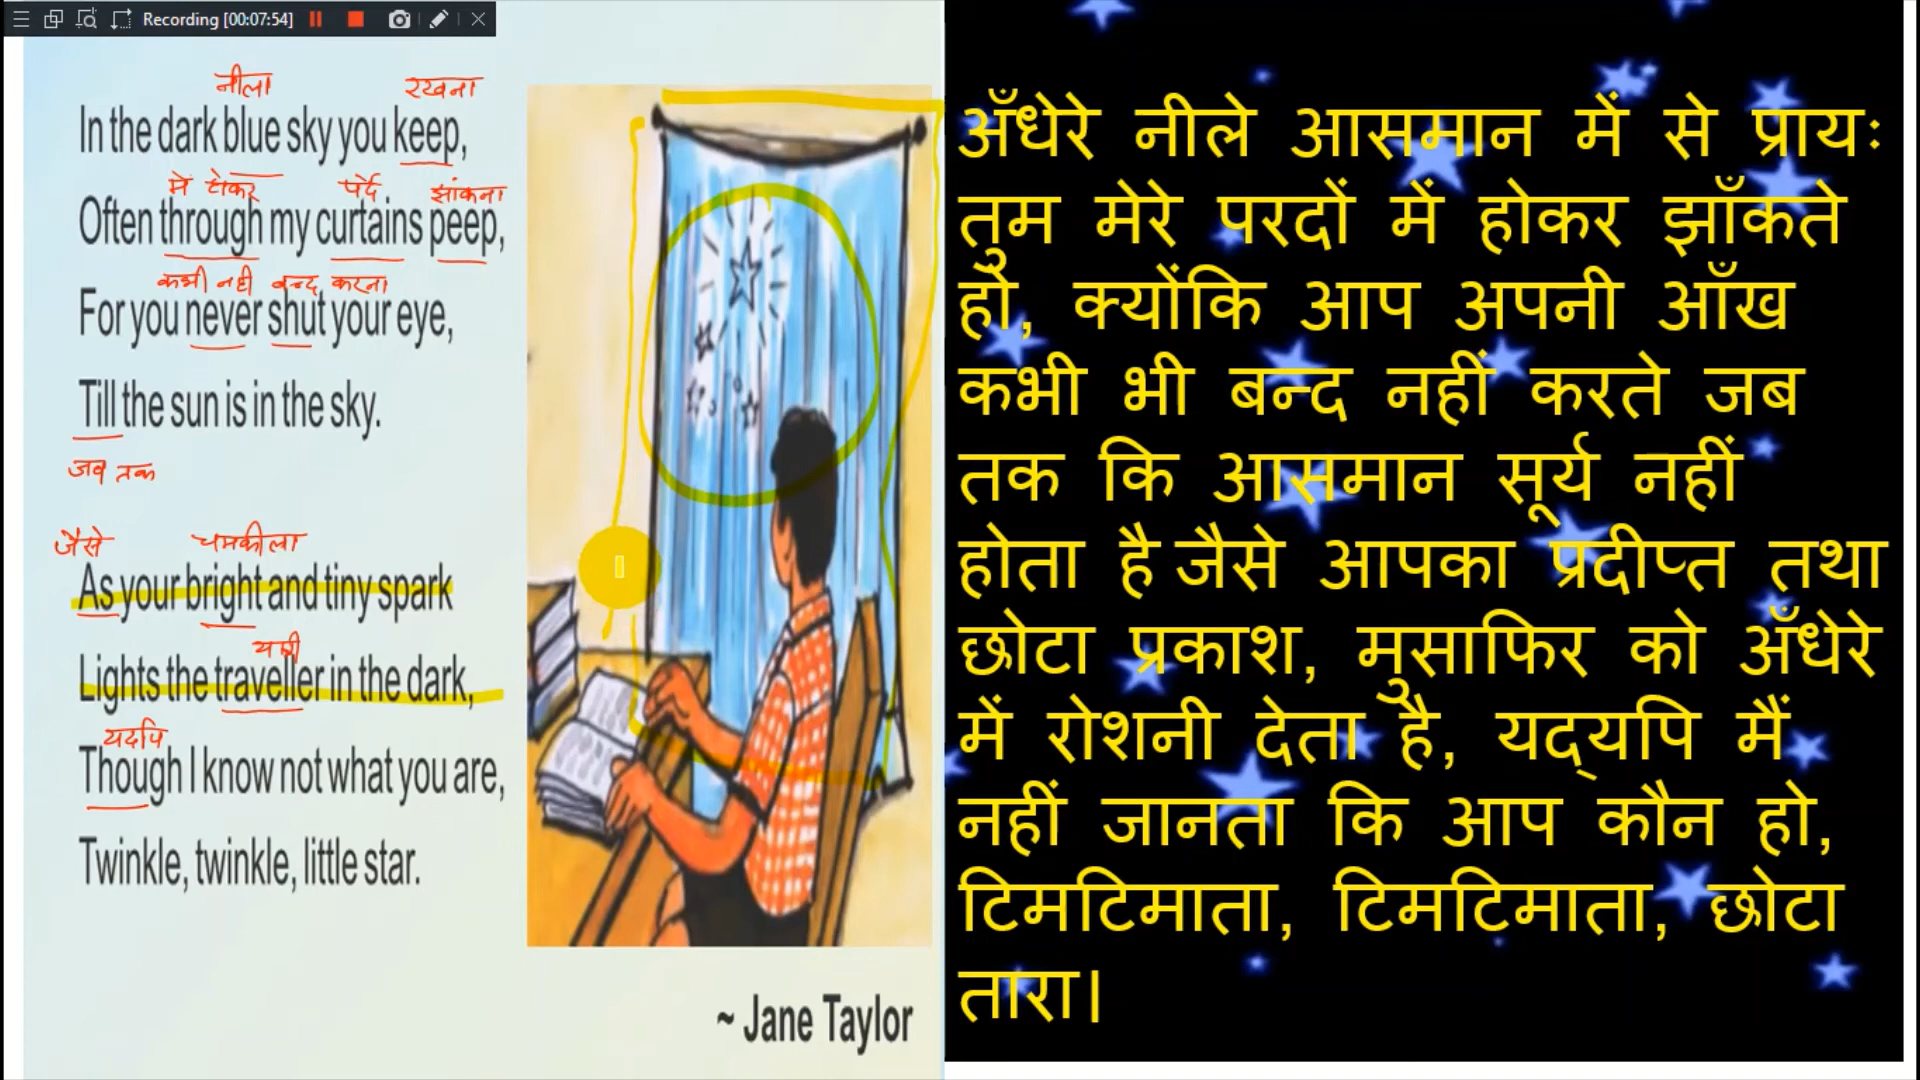 Recording [00:07:54]
नीला रखना
In the dark blue sky you keep,
में होकर पर्दे झांकना
Often through my curtains peep,
कभी नही बन्द करना
For you never shut your eye,
Till the sun is in the sky.
जब तक
जैसे चमकीला
As your bright and tiny spark
यात्री
Lights the traveller in the dark,
यदपि
Though I know not what you are,
Twinkle, twinkle, little star.
~ Jane Taylor
अँधेरे नीले आसमान में से प्रायः
तुम मेरे परदों में होकर झाँकते
हो, क्योंकि आप अपनी आँख
कभी भी बन्द नहीं करते जब
तक कि आसमान सूर्य नहीं
होता है जैसे आपका प्रदीप्त तथा
छोटा प्रकाश, मुसाफिर को अँधेरे
में रोशनी देता है, यद्यपि मैं
नहीं जानता कि आप कौन हो,
टिमटिमाता, टिमटिमाता, छोटा
तारा।